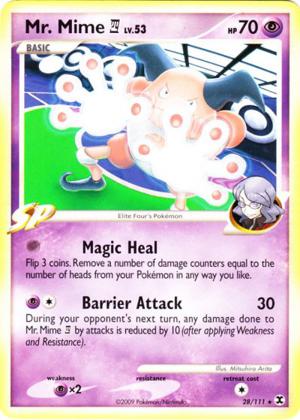 Mr. Mime LV.53 HP 70
BASIC
SP
Elite Four's Pokémon
Magic Heal
Flip 3 coins. Remove a number of damage counters equal to the
number of heads from your Pokémon in any way you like.
Barrier Attack 30
During your opponent's next turn, any damage done to
Mr. Mime by attacks is reduced by 10 (after applying Weakness
and Resistance).
Illus. Mitsuhiro Arita
weakness resistance retreat cost
×2
©2009 Pokémon/Nintendo 28/111 ★